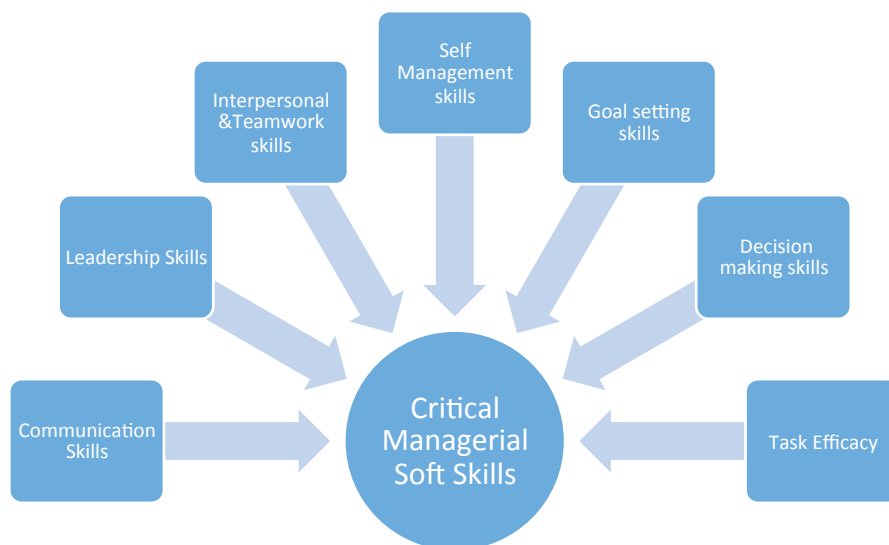 Self
Management
skills
Interpersonal
&Teamwork
skills
Goal setting
skills
Leadership Skills
Decision
making skills
Communication
Skills
Critical
Managerial
Soft Skills
Task Efficacy